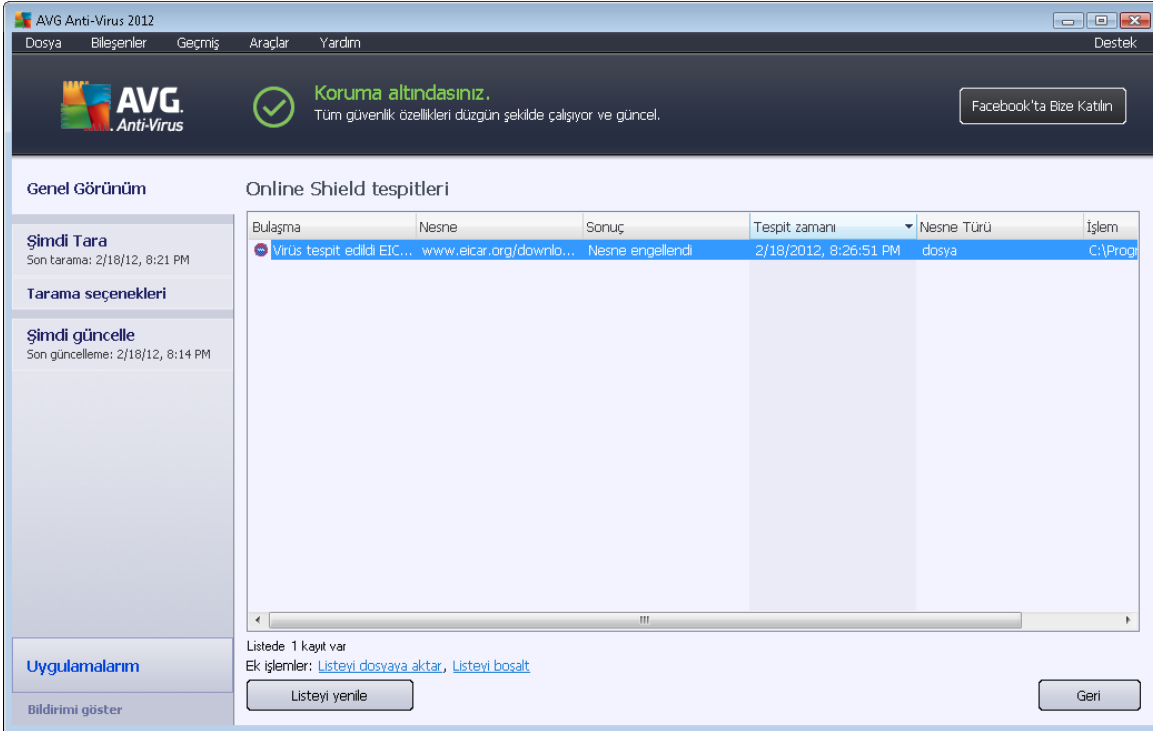 AVG Anti-Virus 2012
Dosya Bileşenler Geçmiş Araçlar Yardım Destek
AVG.
Anti-Virus
Koruma altındasınız.
Tüm güvenlik özellikleri düzgün şekilde çalışıyor ve güncel.
Facebook'ta Bize Katılın
Genel Görünüm
Şimdi Tara
Son tarama: 2/18/12, 8:21 PM
Tarama seçenekleri
Şimdi güncelle
Son güncelleme: 2/18/12, 8:14 PM
Uygulamalarım
Bildirimi göster
Online Shield tespitleri
Bulaşma Nesne Sonuç Tespit zamanı Nesne Türü İşlem
Virüs tespit edildi EIC... www.eicar.org/downlo... Nesne engellendi 2/18/2012, 8:26:51 PM dosya C:\Progr
Listede 1 kayıt var
Ek işlemler: Listeyi dosyaya aktar, Listeyi boşalt
Listeyi yenile
Geri